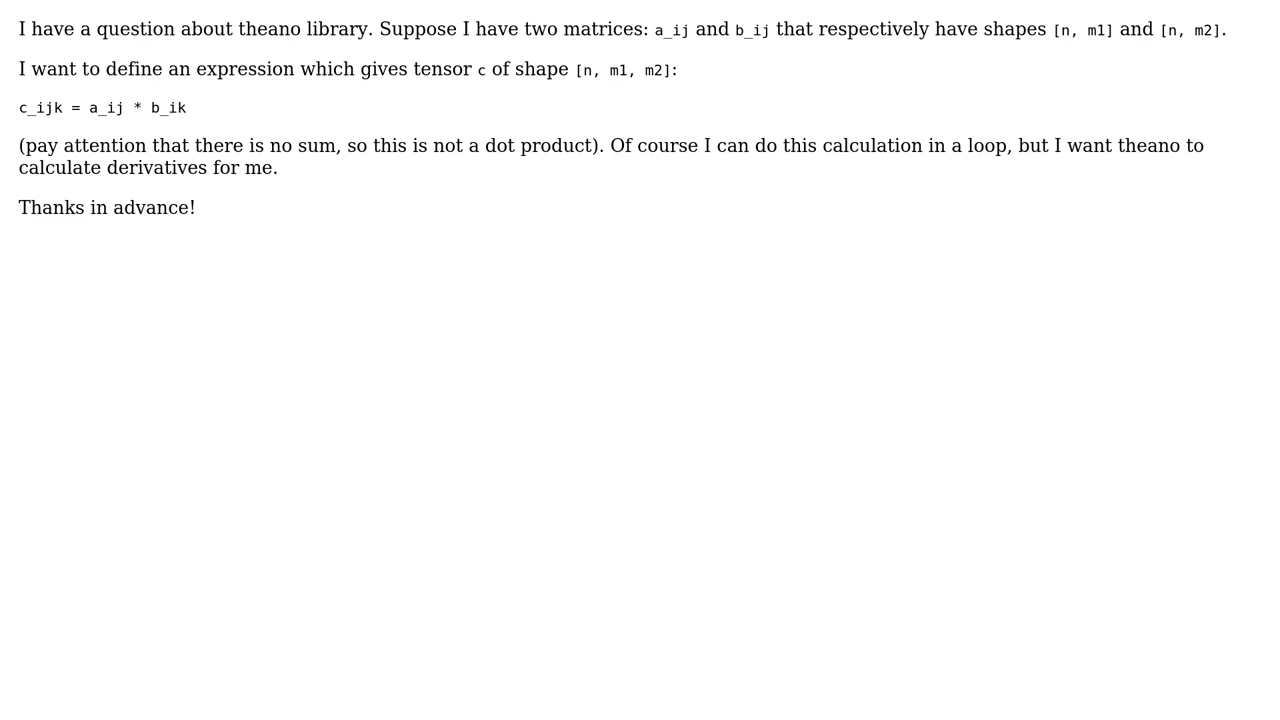 I have a question about theano library. Suppose I have two matrices: a_ij and b_ij that respectively have shapes [n, m1] and [n, m2].
I want to define an expression which gives tensor c of shape [n, m1, m2]:
c_ijk = a_ij * b_ik
(pay attention that there is no sum, so this is not a dot product). Of course I can do this calculation in a loop, but I want theano to
calculate derivatives for me.
Thanks in advance!